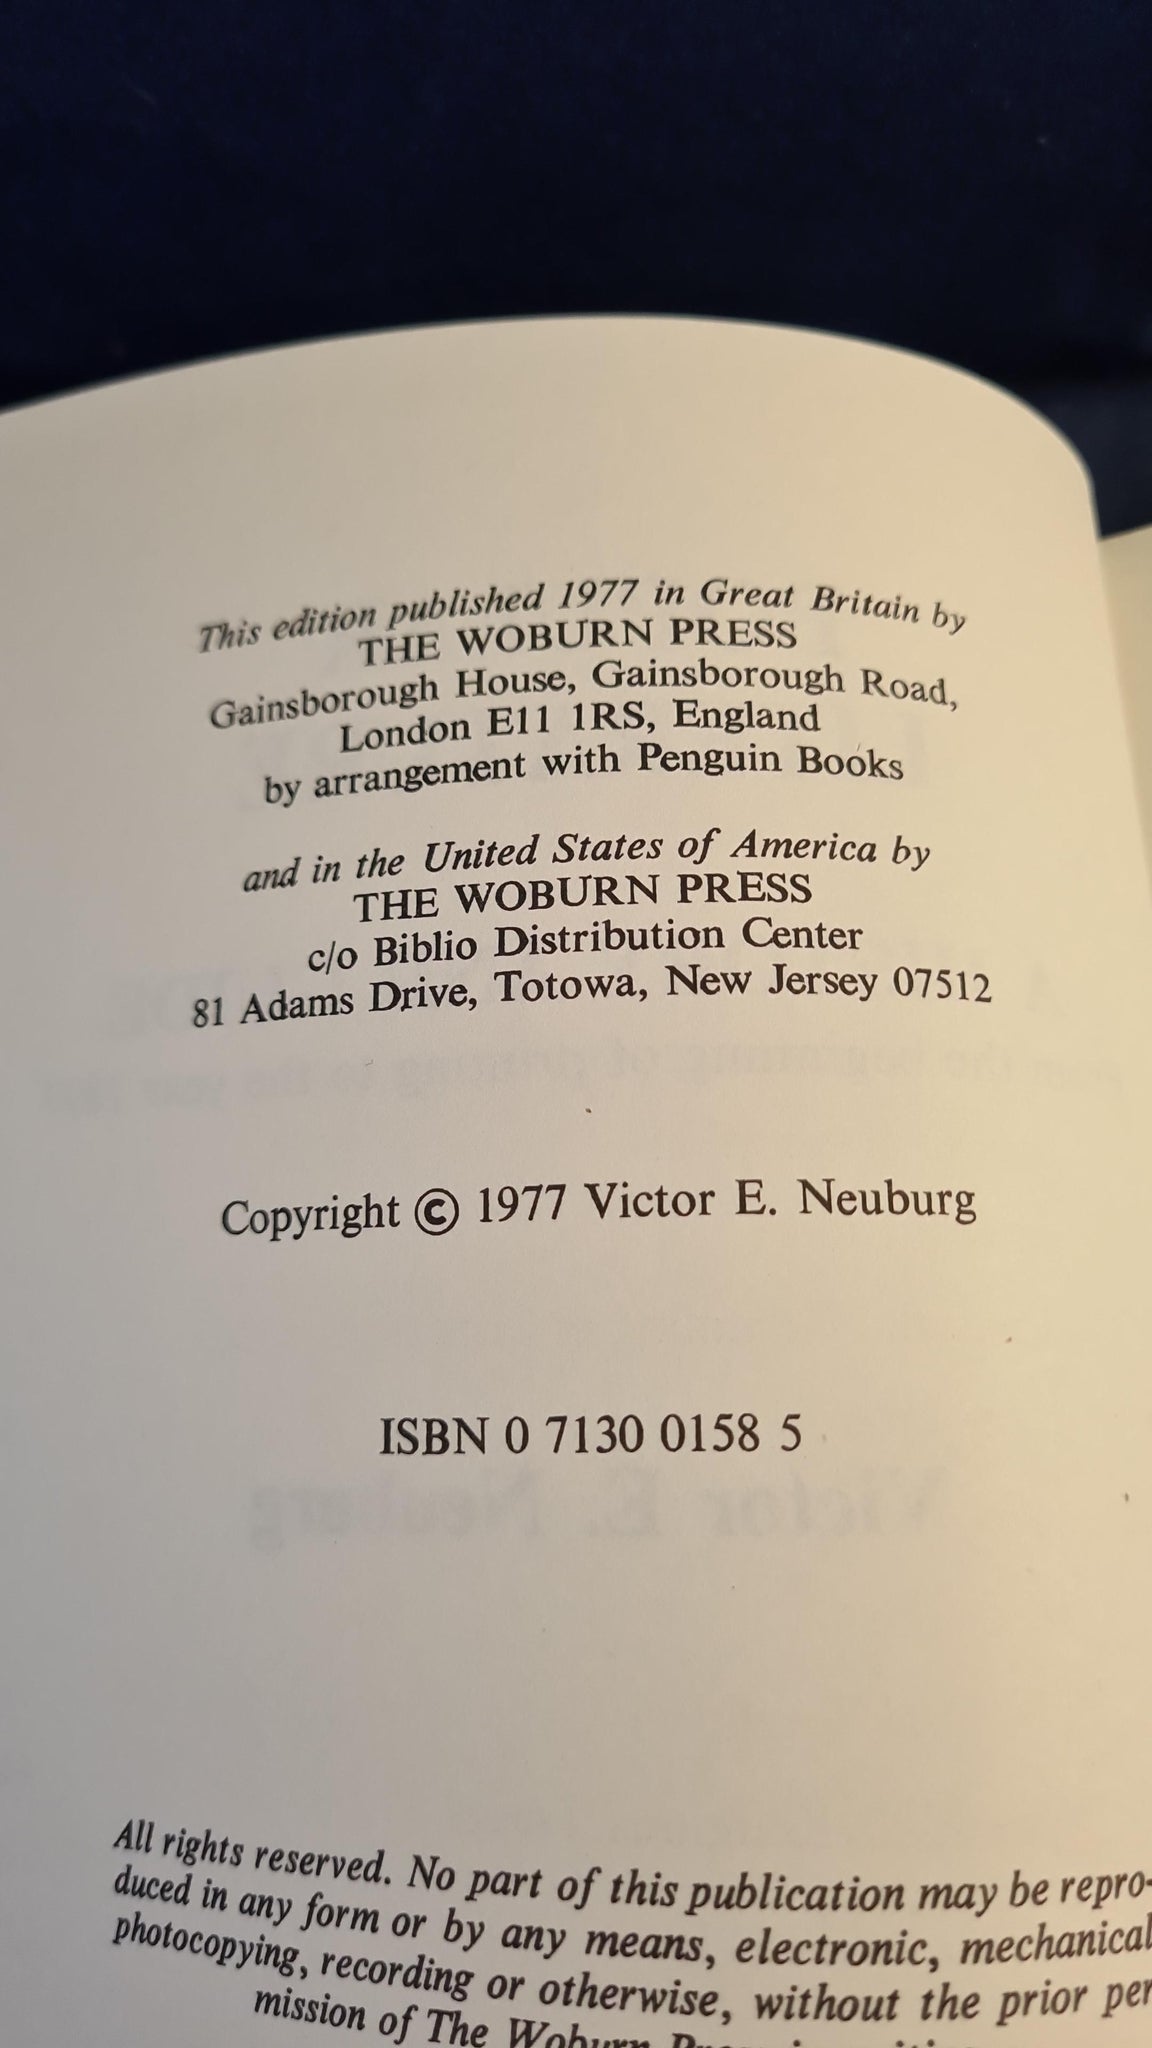 This edition published 1977 in Great Britain by
THE WOBURN PRESS
Gainsborough House, Gainsborough Road,
London E11 1RS, England
by arrangement with Penguin Books
and in the United States of America by
THE WOBURN PRESS
c/o Biblio Distribution Center
81 Adams Drive, Totowa, New Jersey 07512
Copyright © 1977 Victor E. Neuburg
ISBN 0 7130 0158 5
All rights reserved. No part of this publication may be repro-
duced in any form or by any means, electronic, mechanical
photocopying, recording or otherwise, without the prior per
mission of The Woburn